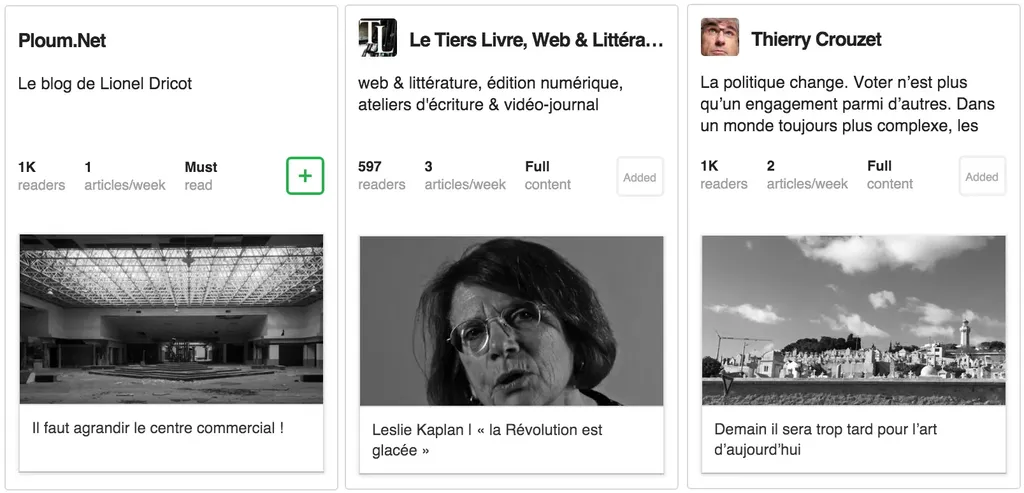 Ploum.Net
Le blog de Lionel Dricot
1K
readers
1
articles/week
Must
read
+
Il faut agrandir le centre commercial !
TL
Le Tiers Livre, Web & Littéra…
web & littérature, édition numérique,
ateliers d'écriture & vidéo-journal
597
readers
3
articles/week
Full
content
Added
Leslie Kaplan | « la Révolution est
glacée »
Thierry Crouzet
La politique change. Voter n’est plus
qu’un engagement parmi d’autres. Dans
un monde toujours plus complexe, les
1K
readers
2
articles/week
Full
content
Added
Demain il sera trop tard pour l’art
d’aujourd’hui